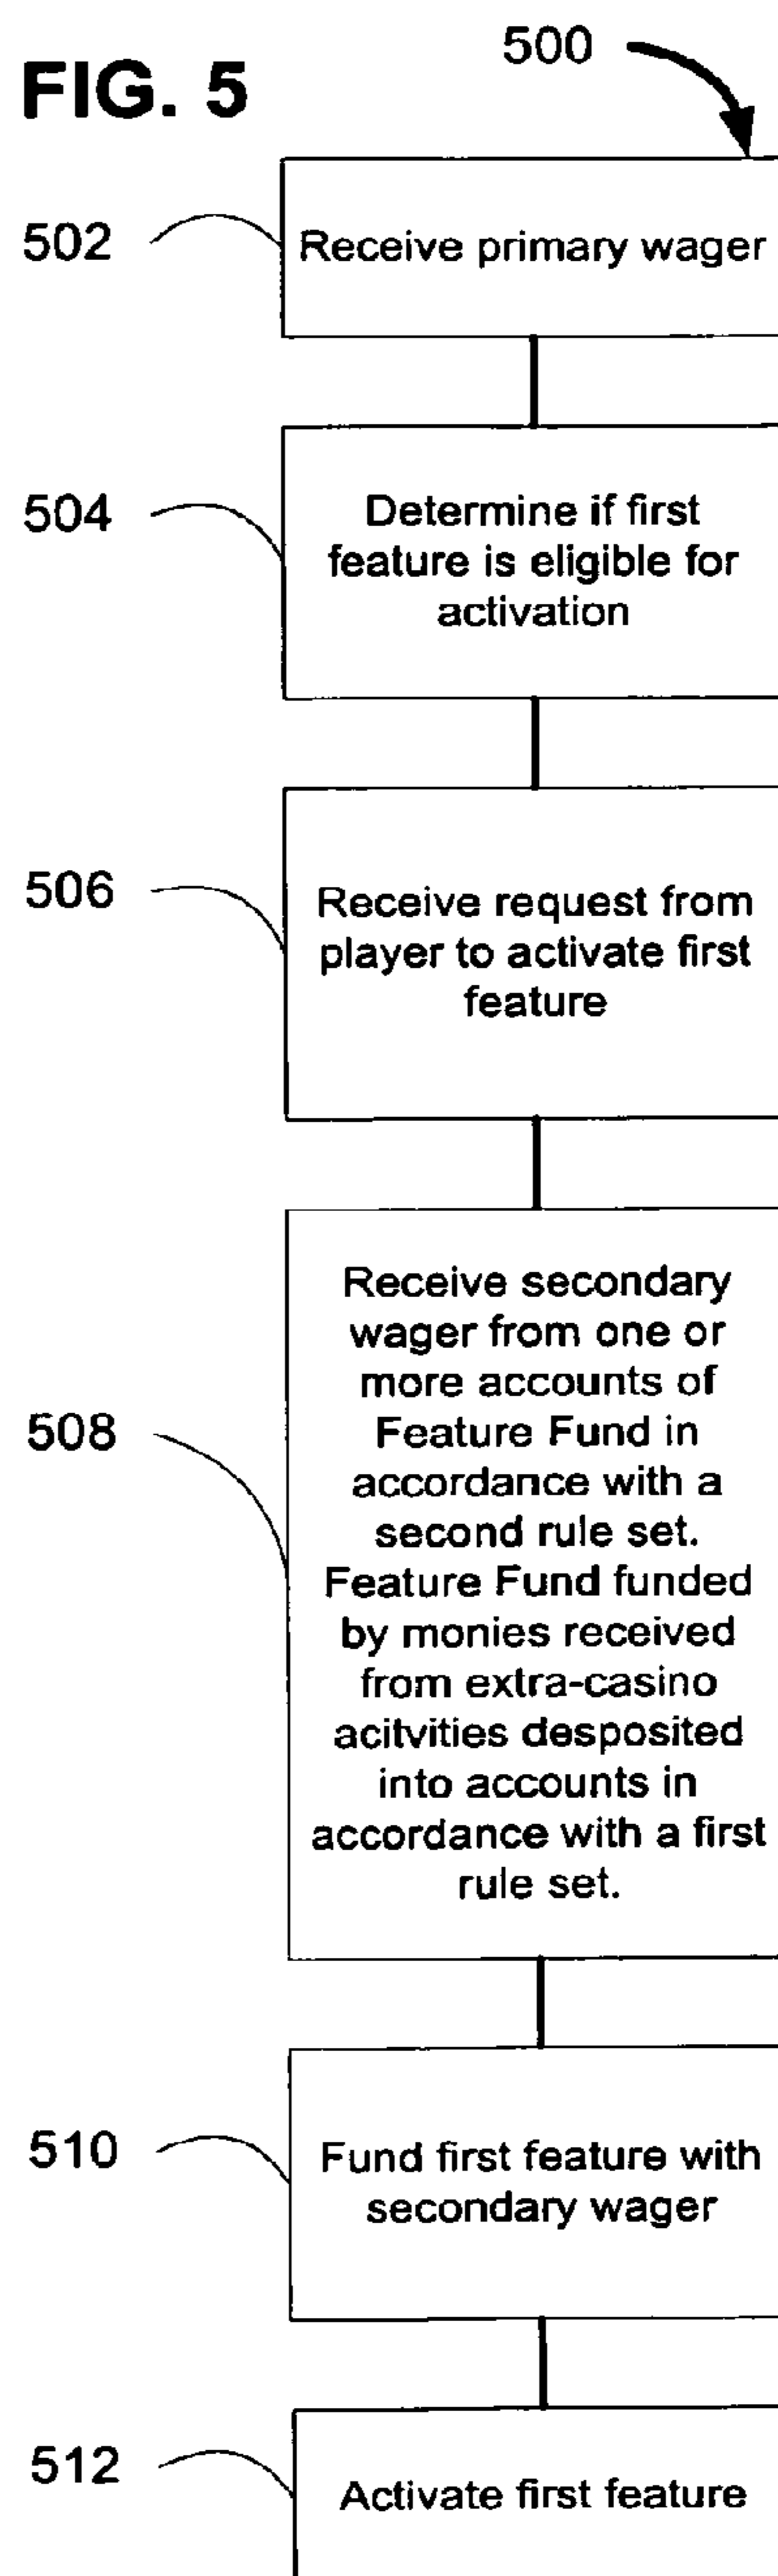 500
FIG. 5
502
Receive primary wager
504
Determine if first
feature is eligible for
activation
506
Receive request from
player to activate first
feature
508
Receive secondary
wager from one or
more accounts of
Feature Fund in
accordance with a
second rule set.
Feature Fund funded
by monies received
from extra-casino
acitvities desposited
into accounts in
accordance with a first
rule set.
510
Fund first feature with
secondary wager
512
Activate first feature